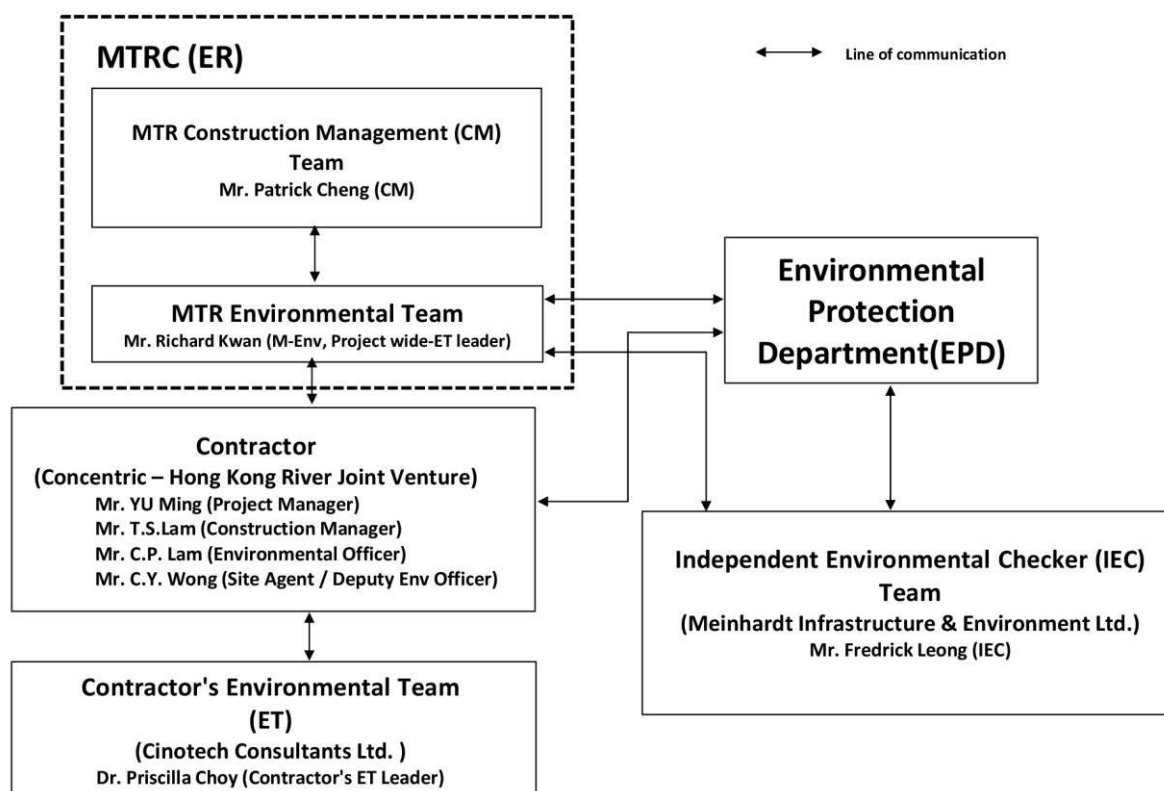 MTRC (ER)
Line of communication
MTR Construction Management (CM)
Team
Mr. Patrick Cheng (CM)
MTR Environmental Team
Mr. Richard Kwan (M-Env, Project wide-ET leader)
Environmental
Protection
Department(EPD)
Contractor
(Concentric – Hong Kong River Joint Venture)
Mr. YU Ming (Project Manager)
Mr. T.S.Lam (Construction Manager)
Mr. C.P. Lam (Environmental Officer)
Mr. C.Y. Wong (Site Agent / Deputy Env Officer)
Independent Environmental Checker (IEC)
Team
(Meinhardt Infrastructure & Environment Ltd.)
Mr. Fredrick Leong (IEC)
Contractor's Environmental Team
(ET)
(Cinotech Consultants Ltd. )
Dr. Priscilla Choy (Contractor's ET Leader)